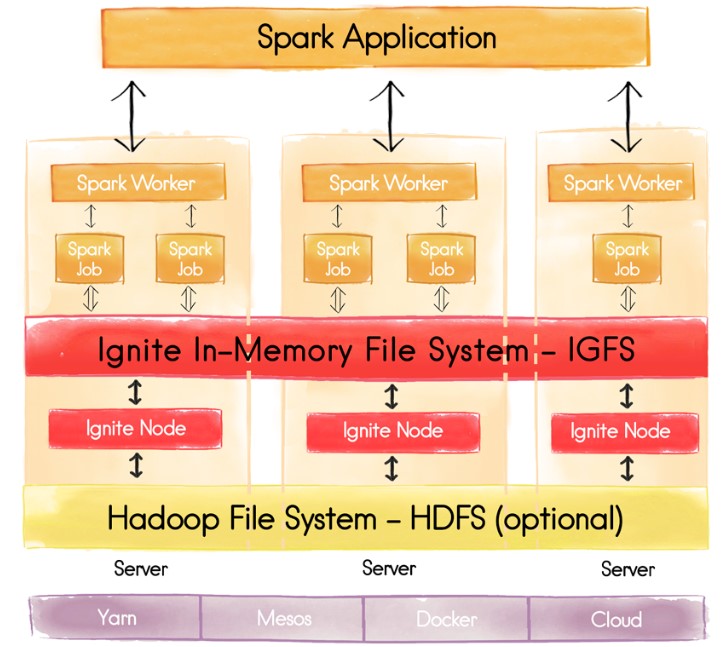 Spark Application
Spark Worker
Spark Worker
Spark Worker
Spark
Job
Spark
Job
Spark
Job
Spark
Job
Spark
Job
Ignite In-Memory File System - IGFS
Ignite Node
Ignite Node
Ignite Node
Hadoop File System - HDFS (optional)
Server
Server
Server
Yarn
Mesos
Docker
Cloud